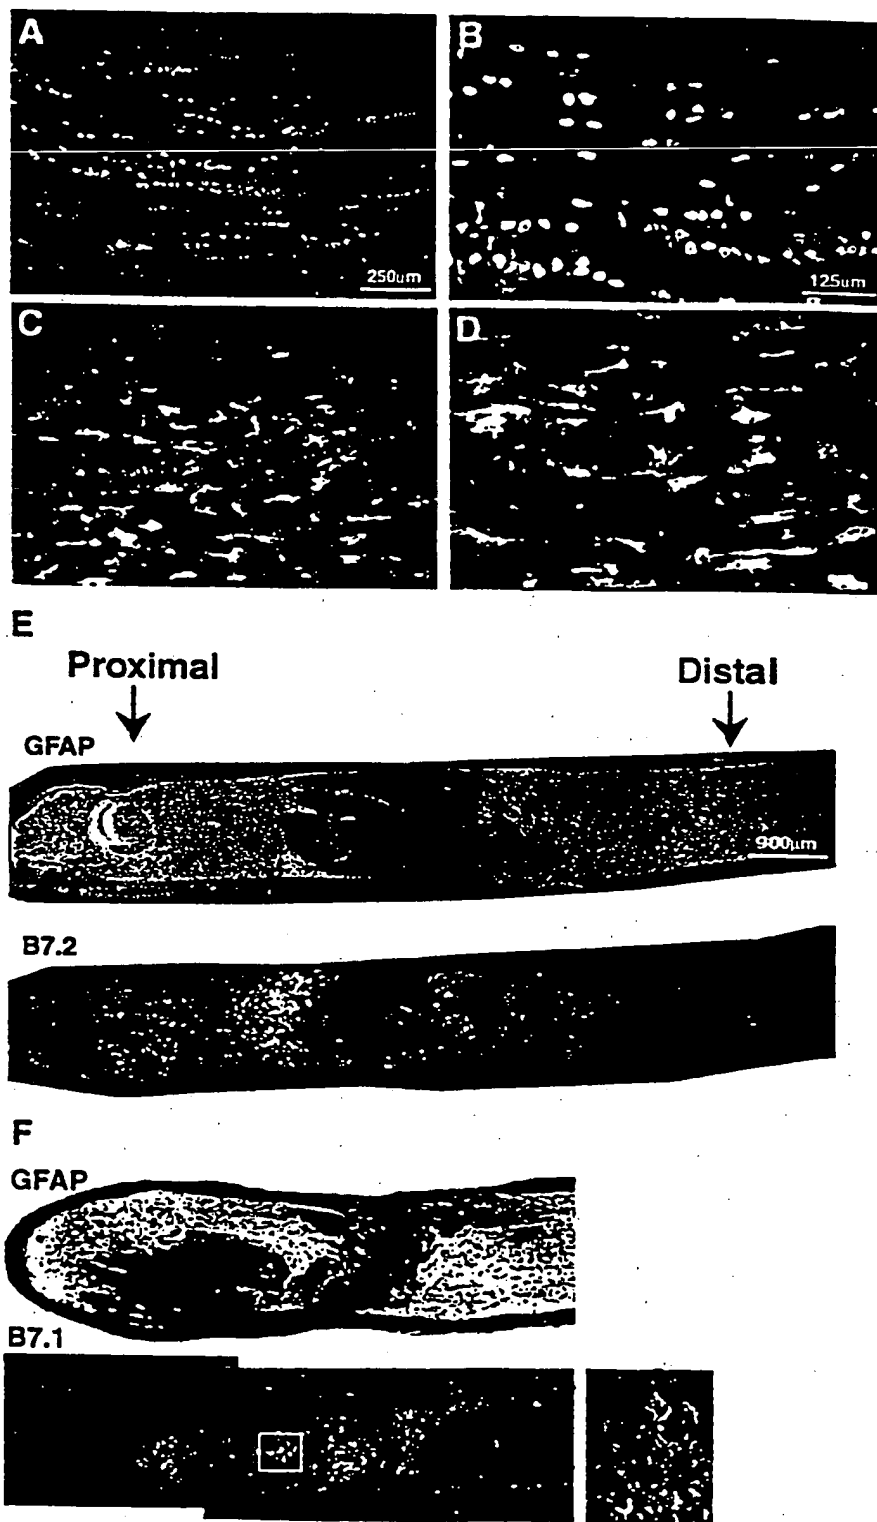 A
B
250um
125um
C
D
E
Proximal
Distal
GFAP
900μm
B7.2
F
GFAP
B7.1